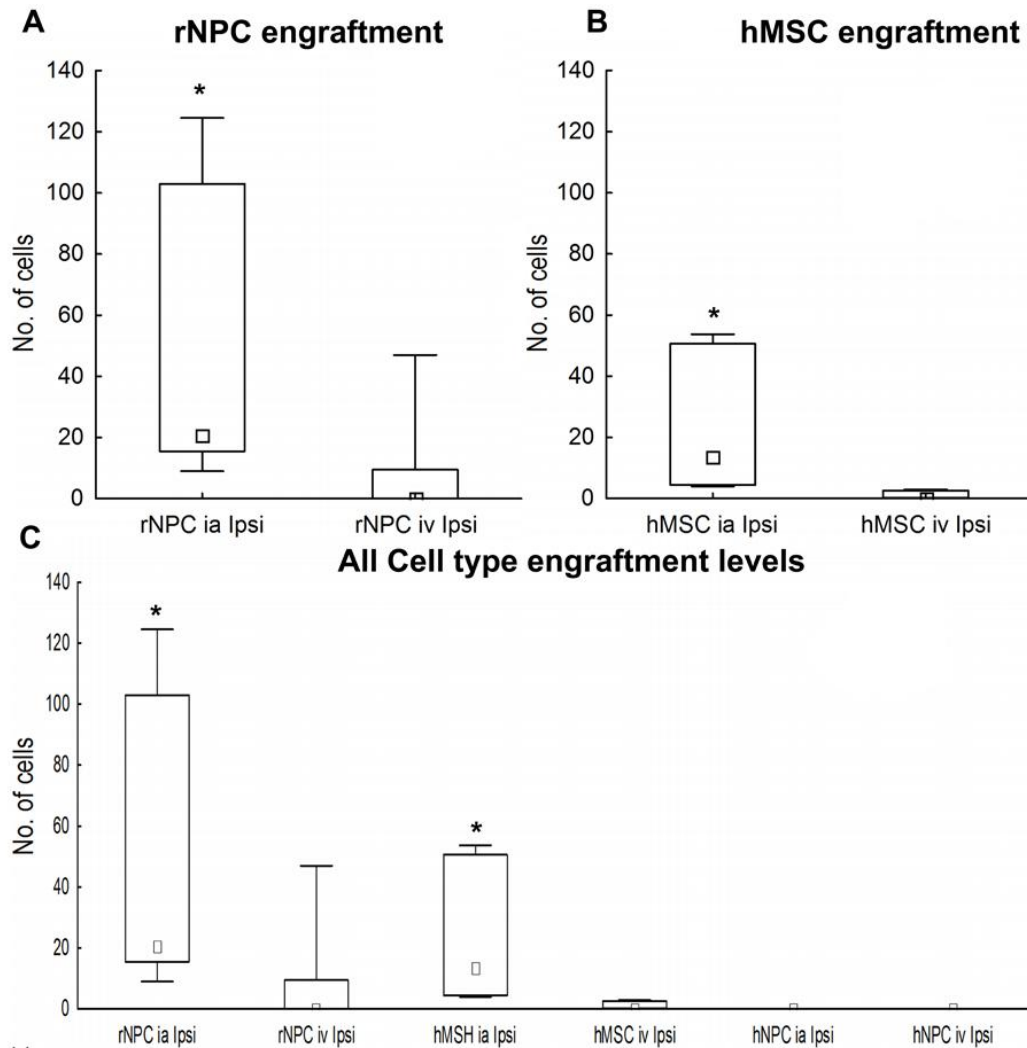 A
rNPC engraftment
140
120
100
80
60
40
20
0
No. of cells
*
rNPC ia Ipsi
rNPC iv Ipsi
B
hMSC engraftment
140
120
100
80
60
40
20
0
No. of cells
*
hMSC ia Ipsi
hMSC iv Ipsi
C
All Cell type engraftment levels
140
120
100
80
60
40
20
0
No. of cells
*
*
rNPC ia Ipsi
rNPC iv Ipsi
hMSH ia Ipsi
hMSC iv Ipsi
hNPC ia Ipsi
hNPC iv Ipsi